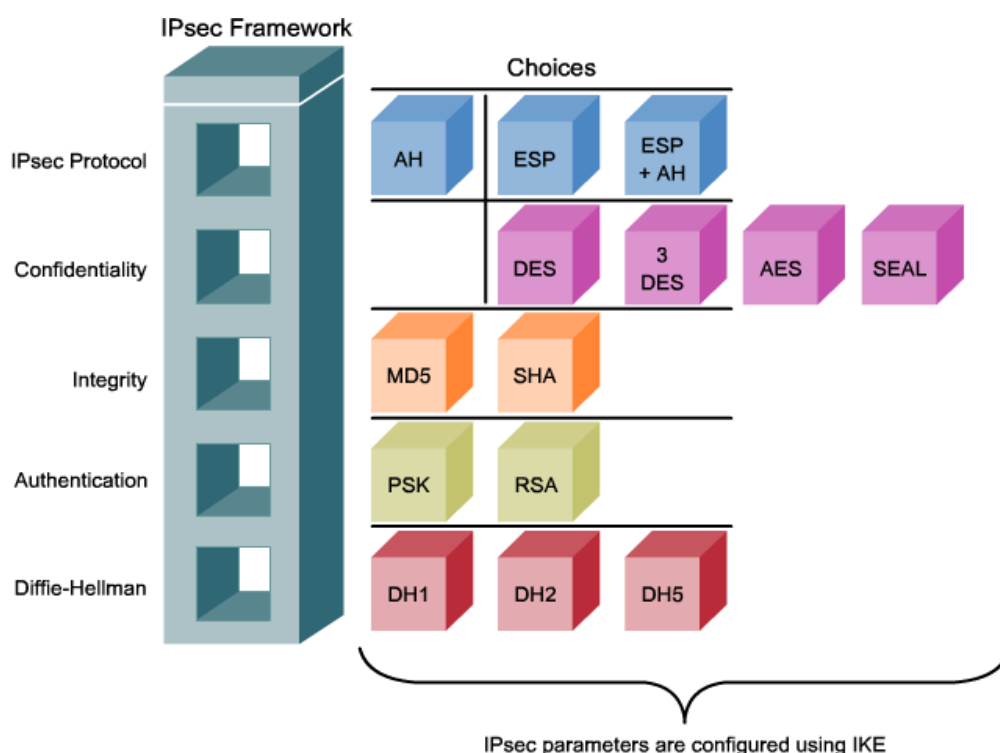 IPsec Framework
Choices
IPsec Protocol
AH
ESP
ESP
+ AH
Confidentiality
DES
3
DES
AES
SEAL
Integrity
MD5
SHA
Authentication
PSK
RSA
Diffie-Hellman
DH1
DH2
DH5
IPsec parameters are configured using IKE